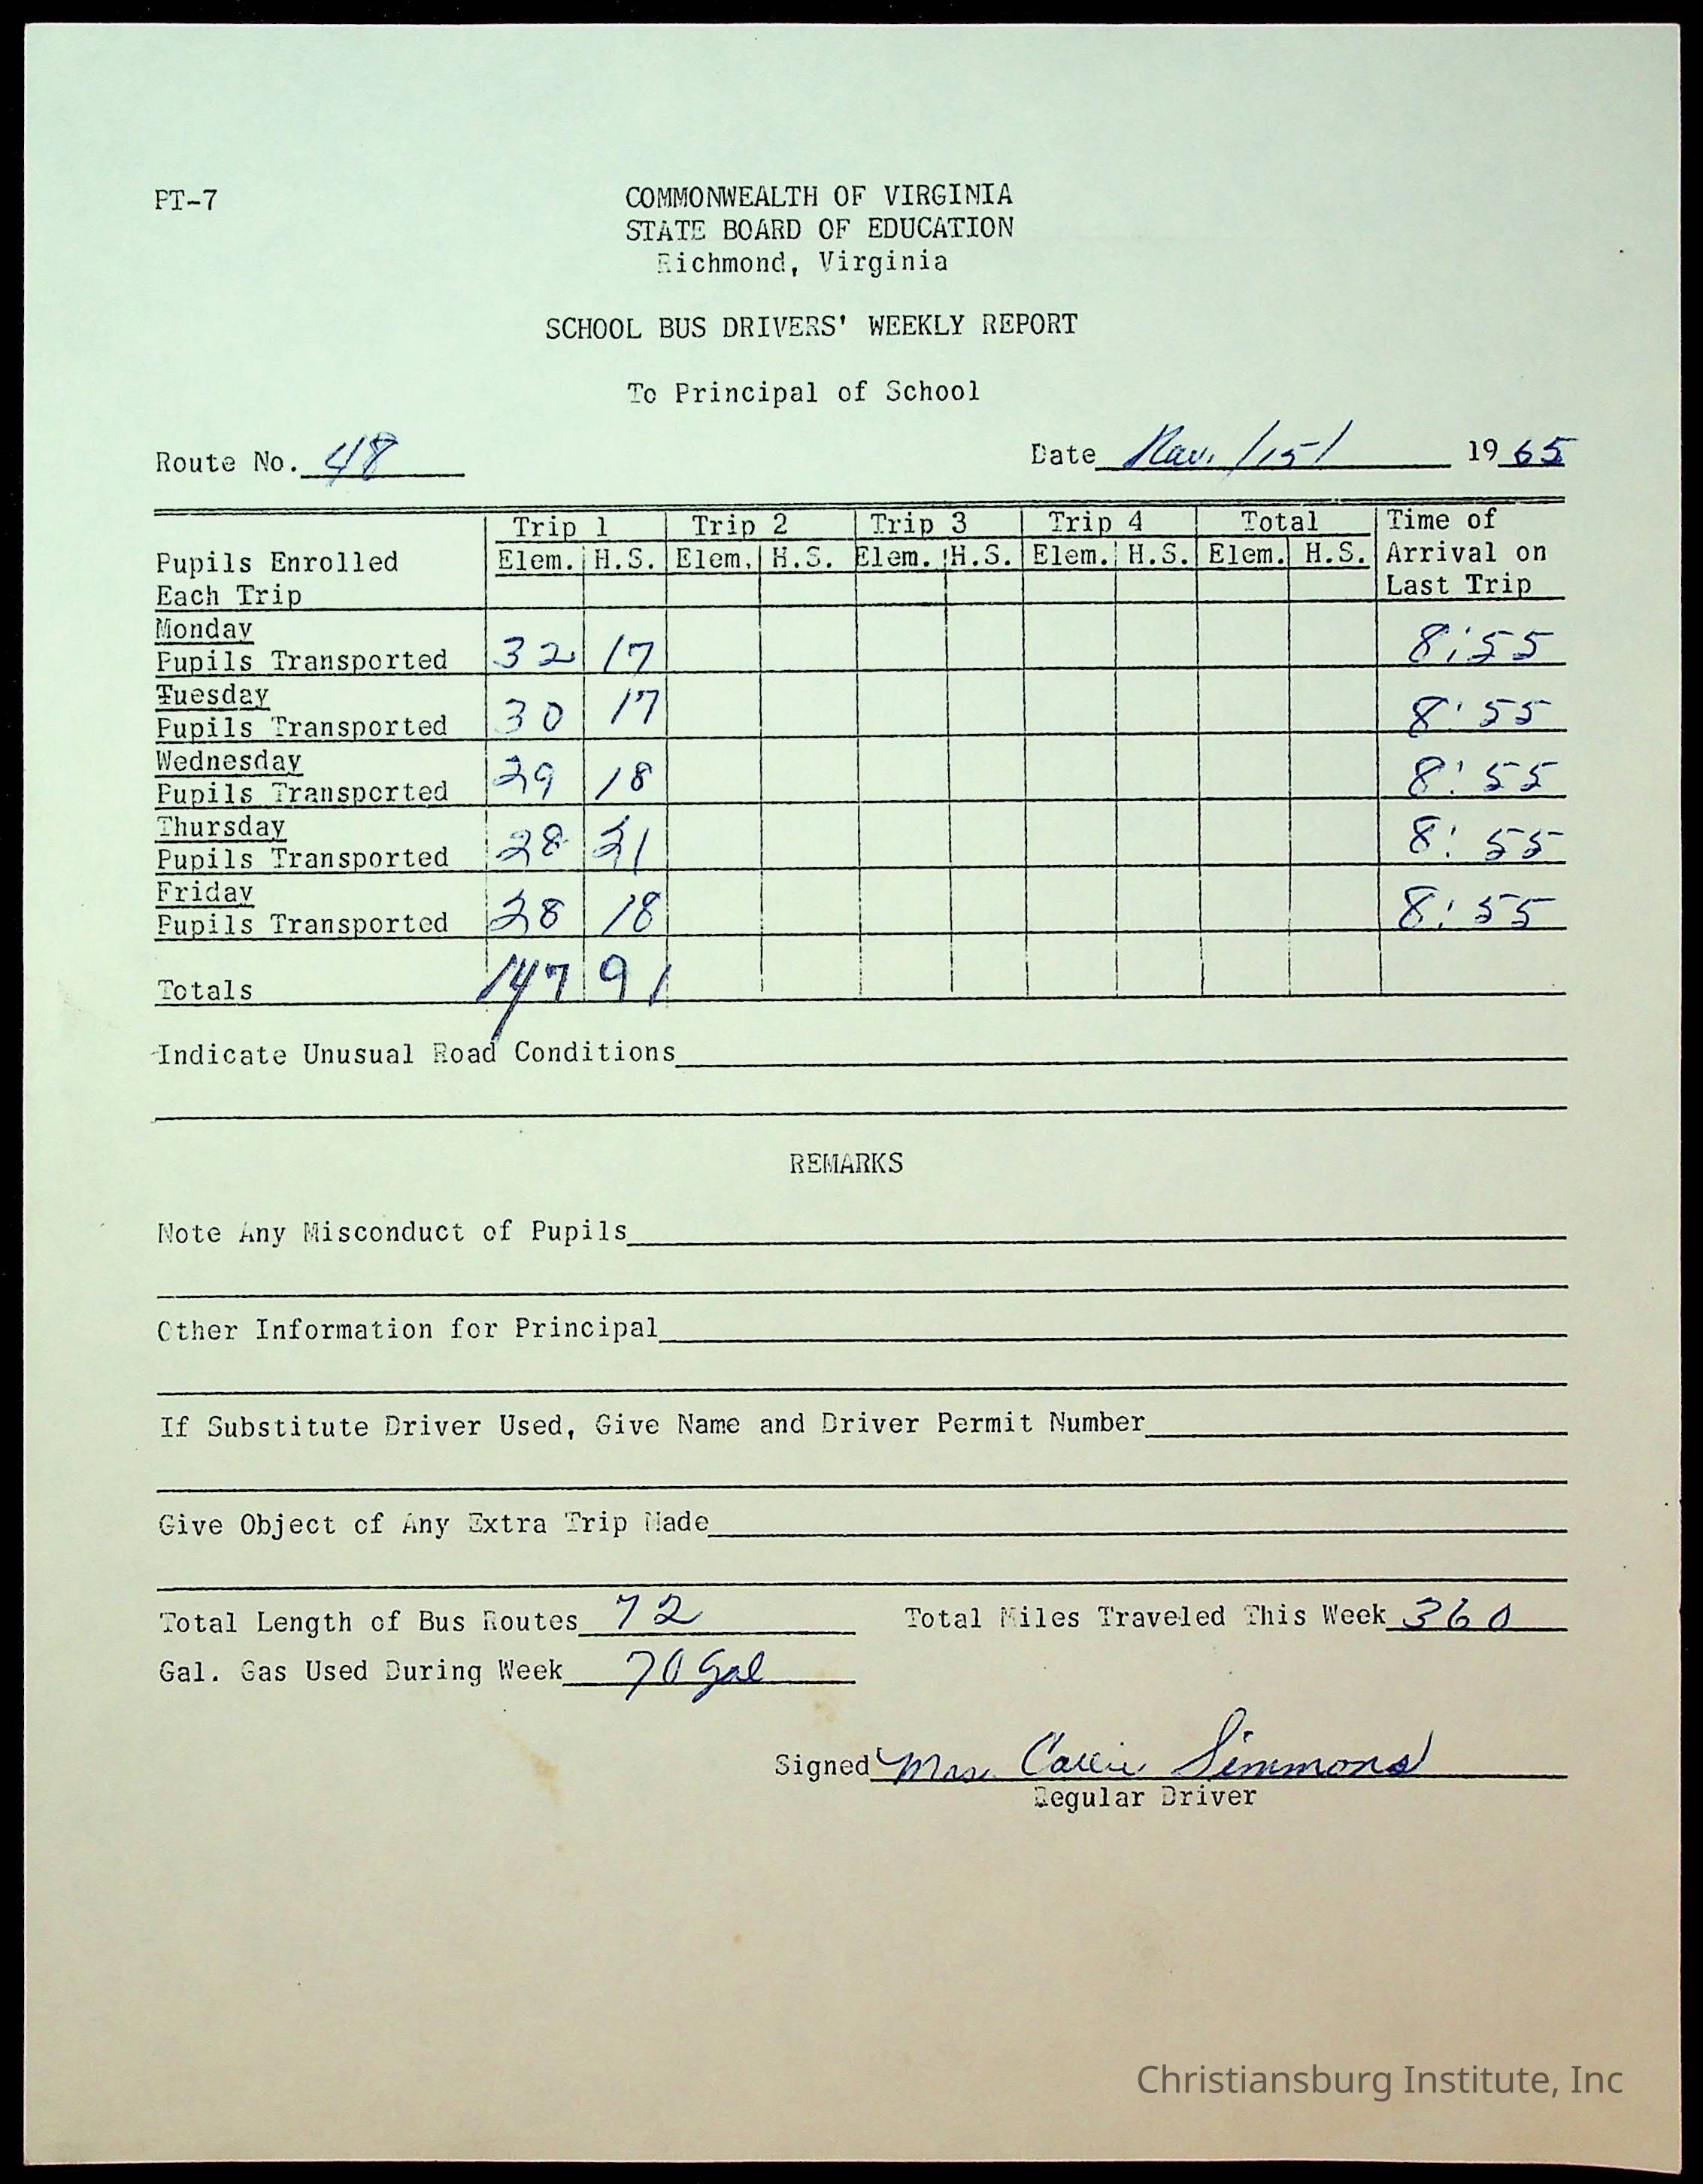 PT-7
COMMONWEALTH OF VIRGINIA
STATE BOARD OF EDUCATION
Richmond, Virginia
SCHOOL BUS DRIVERS' WEEKLY REPORT
To Principal of School
Route No. 48 Date Nov. /15/ 1965
Trip 1 Trip 2 Trip 3 Trip 4 Total Time of
Pupils Enrolled Elem. H.S. Elem. H.S. Elem. H.S. Elem. H.S. Elem. H.S. Arrival on
Each Trip Last Trip
Monday
Pupils Transported 32 17 8:55
Tuesday
Pupils Transported 30 17 8:55
Wednesday
Pupils Transported 29 18 8:55
Thursday
Pupils Transported 28 21 8:55
Friday
Pupils Transported 28 18 8:55
Totals 147 91
Indicate Unusual Road Conditions
REMARKS
Note Any Misconduct of Pupils
Other Information for Principal
If Substitute Driver Used, Give Name and Driver Permit Number
Give Object of Any Extra Trip Made
Total Length of Bus Routes 72 Total Miles Traveled This Week 360
Gal. Gas Used During Week 70 Gal
Signed Mrs. Callie Simmons
Regular Driver
Christiansburg Institute, Inc